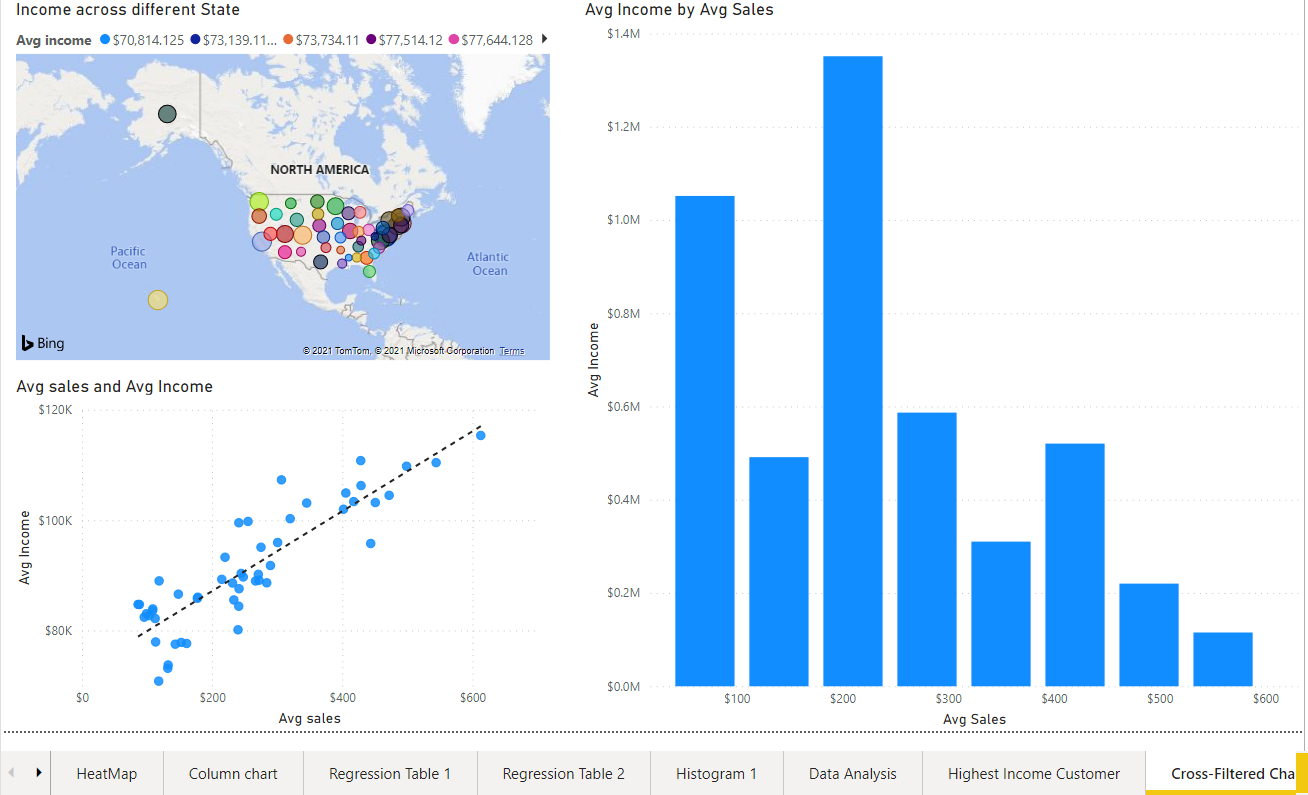 Income across different State
Avg income $70,814.125 $73,139.11... $73,734.11 $77,514.12 $77,644.128
NORTH AMERICA
Pacific
Ocean
Atlantic
Ocean
Bing
© 2021 TomTom, © 2021 Microsoft Corporation Terms
Avg sales and Avg Income
$120K
$100K
$80K
Avg Income
$0 $200 $400 $600
Avg sales
Avg Income by Avg Sales
$1.4M
$1.2M
$1.0M
$0.8M
$0.6M
$0.4M
$0.2M
$0.0M
Avg Income
$100 $200 $300 $400 $500 $600
Avg Sales
HeatMap Column chart Regression Table 1 Regression Table 2 Histogram 1 Data Analysis Highest Income Customer Cross-Filtered Cha